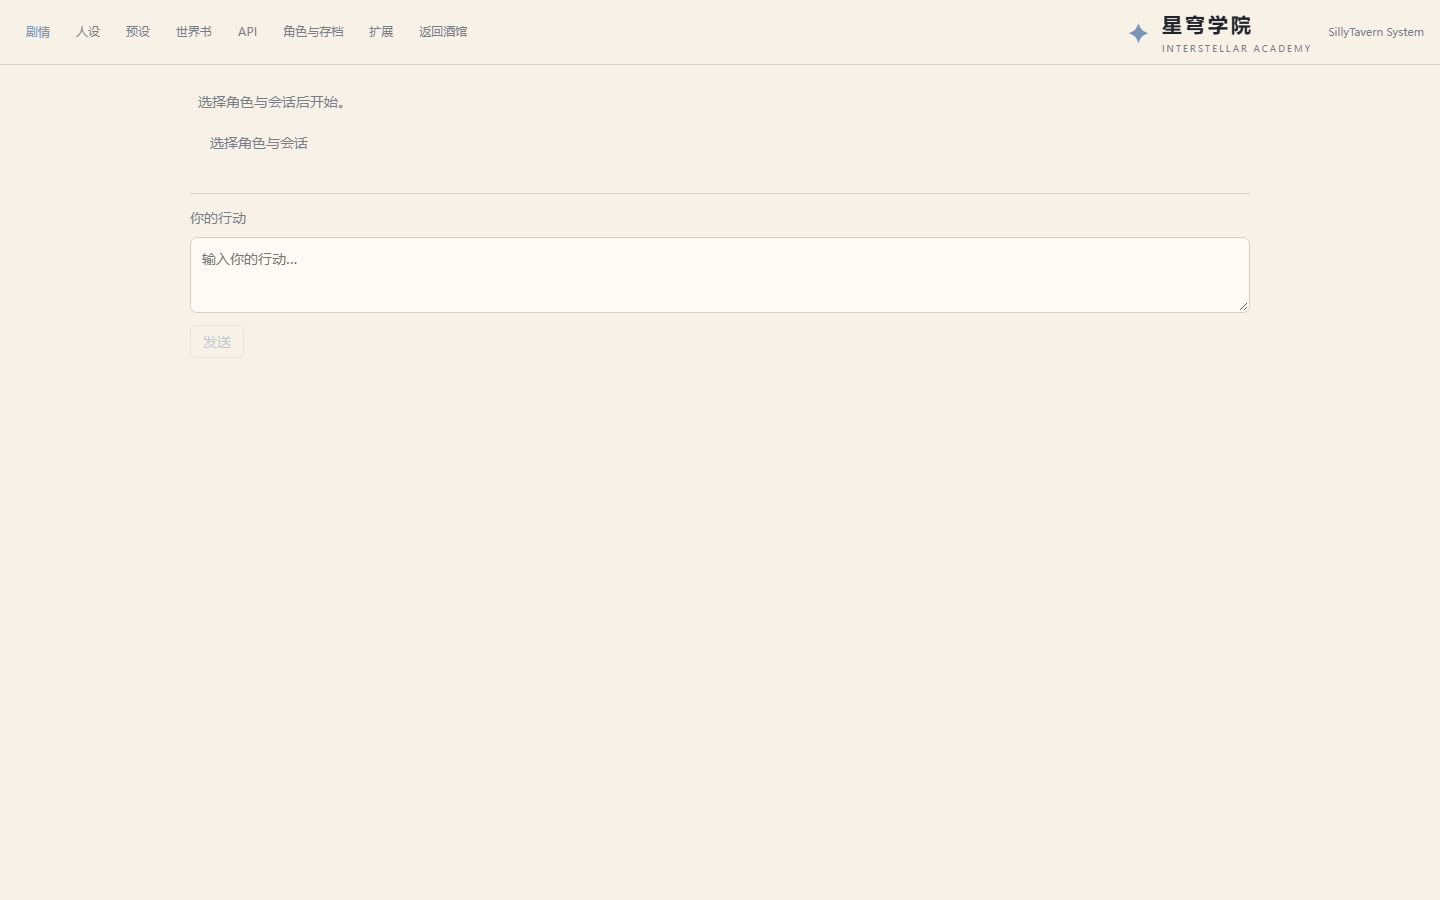 剧情 人设 预设 世界书 API 角色与存档 扩展 返回酒馆
星穹学院
INTERSTELLAR ACADEMY
SillyTavern System
选择角色与会话后开始。
选择角色与会话
你的行动
输入你的行动...
发送